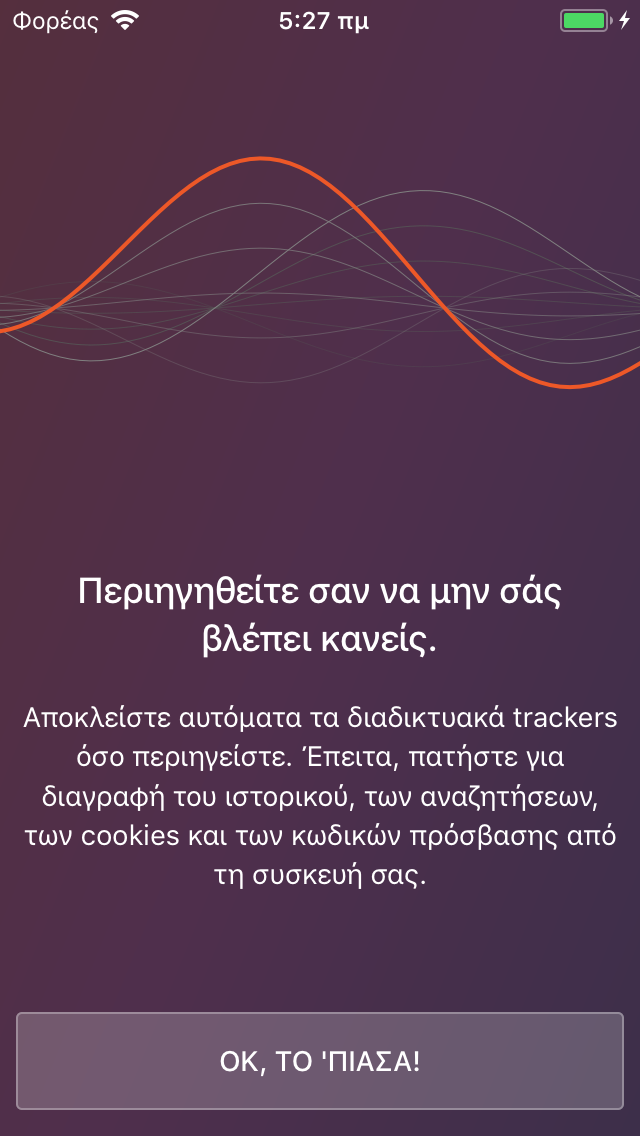 Φορέας 5:27 πμ
Περιηγηθείτε σαν να μην σάς
βλέπει κανείς.
Αποκλείστε αυτόματα τα διαδικτυακά trackers
όσο περιηγείστε. Έπειτα, πατήστε για
διαγραφή του ιστορικού, των αναζητήσεων,
των cookies και των κωδικών πρόσβασης από
τη συσκευή σας.
ΟΚ, ΤΟ 'ΠΙΑΣΑ!